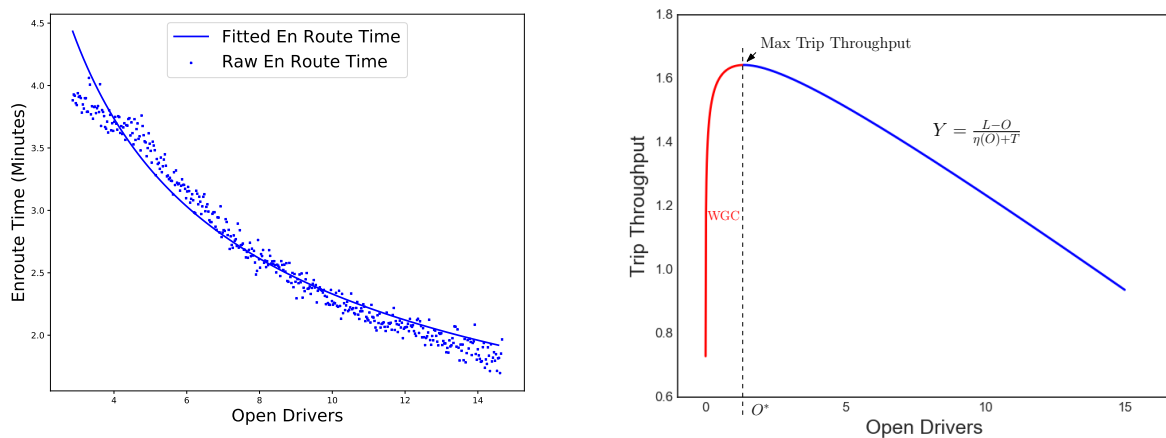 4.5
4.0
3.5
3.0
2.5
2.0
Enroute Time (Minutes)
Fitted En Route Time
Raw En Route Time
4
6
8
10
12
14
Open Drivers
1.8
1.6
1.4
1.2
1.0
0.8
0.6
Trip Throughput
Max Trip Throughput
Y = \frac{L-O}{\eta(O)+T}
WGC
0
5
10
15
O*
Open Drivers